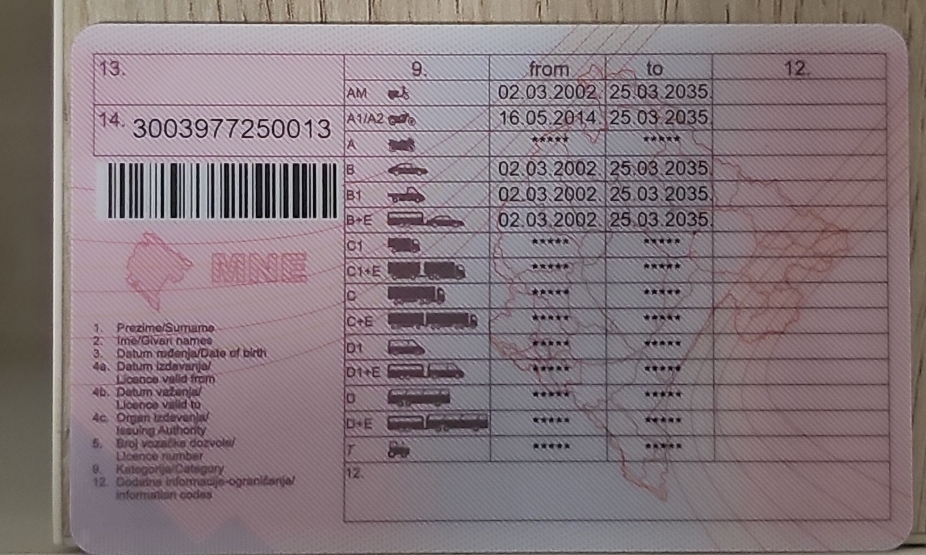 13.
14. 3003977250013
MNE
1. Prezime/Surname
2. Ime/Given names
3. Datum rođenja/Date of birth
4a. Datum izdavanja/
Licence valid from
4b. Datum važenja/
Licence valid to
4c. Organ izdavanja/
Issuing Authority
5. Broj vozačke dozvole/
Licence number
9. Kategorija/Category
12. Dodatne informacije-ograničenja/
information codes
9. from to 12.
AM 02.03.2002. 25.03.2035.
A1/A2 16.05.2014. 25.03.2035.
A ***** *****
B 02.03.2002. 25.03.2035.
B1 02.03.2002. 25.03.2035.
B+E 02.03.2002. 25.03.2035.
C1 ***** *****
C1+E ***** *****
C ***** *****
C+E ***** *****
D1 ***** *****
D1+E ***** *****
D ***** *****
D+E ***** *****
T ***** *****
12.